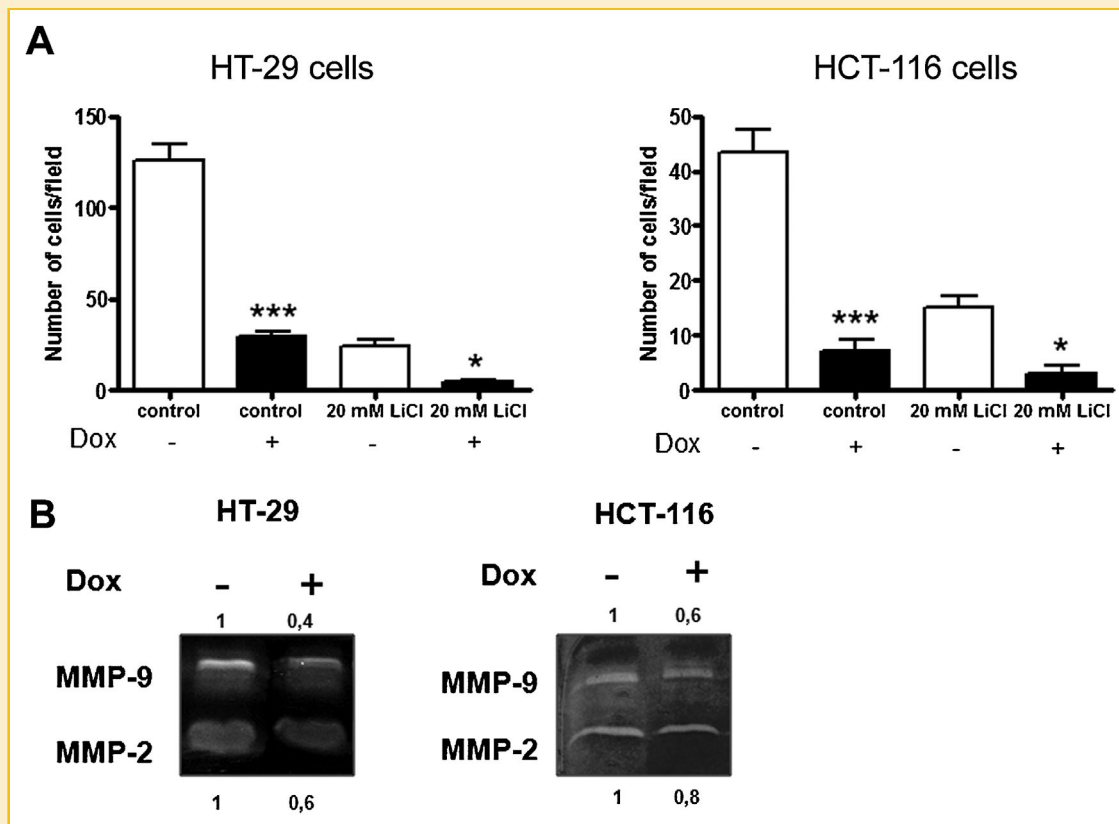 A
HT-29 cells
Number of cells/field
150
100
50
0
***
*
control control 20 mM LiCl 20 mM LiCl
Dox - + - +
HCT-116 cells
Number of cells/field
50
40
30
20
10
0
***
*
control control 20 mM LiCl 20 mM LiCl
Dox - + - +
B
HT-29
Dox - +
1 0,4
MMP-9
MMP-2
1 0,6
HCT-116
Dox - +
1 0,6
MMP-9
MMP-2
1 0,8